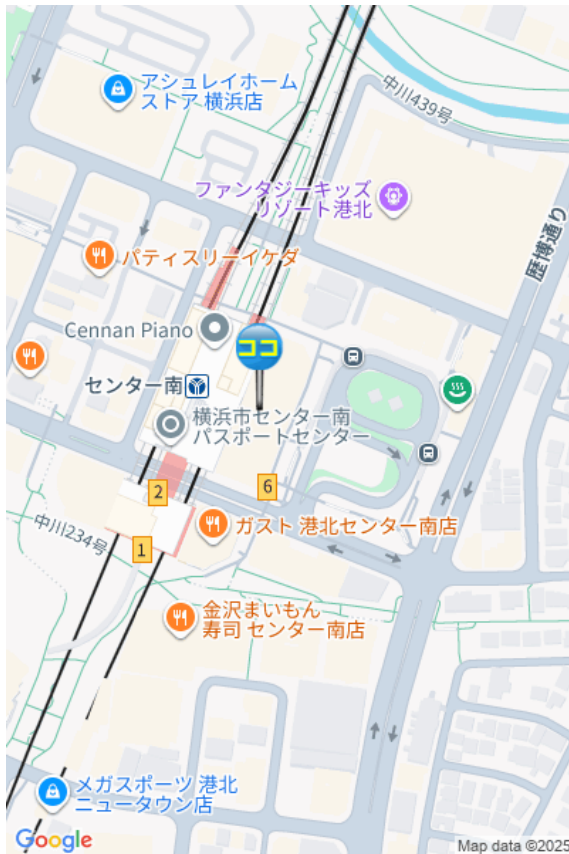 アシュレイホーム
ストア 横浜店
中川439号
ファンタジーキッズ
リゾート港北
歴博通り
パティスリーイケダ
Cennan Piano
ココ
センター南
横浜市センター南
パスポートセンター
6
2
ガスト 港北センター南店
中川234号
1
金沢まいもん
寿司 センター南店
メガスポーツ 港北
ニュータウン店
Google
Map data ©2025